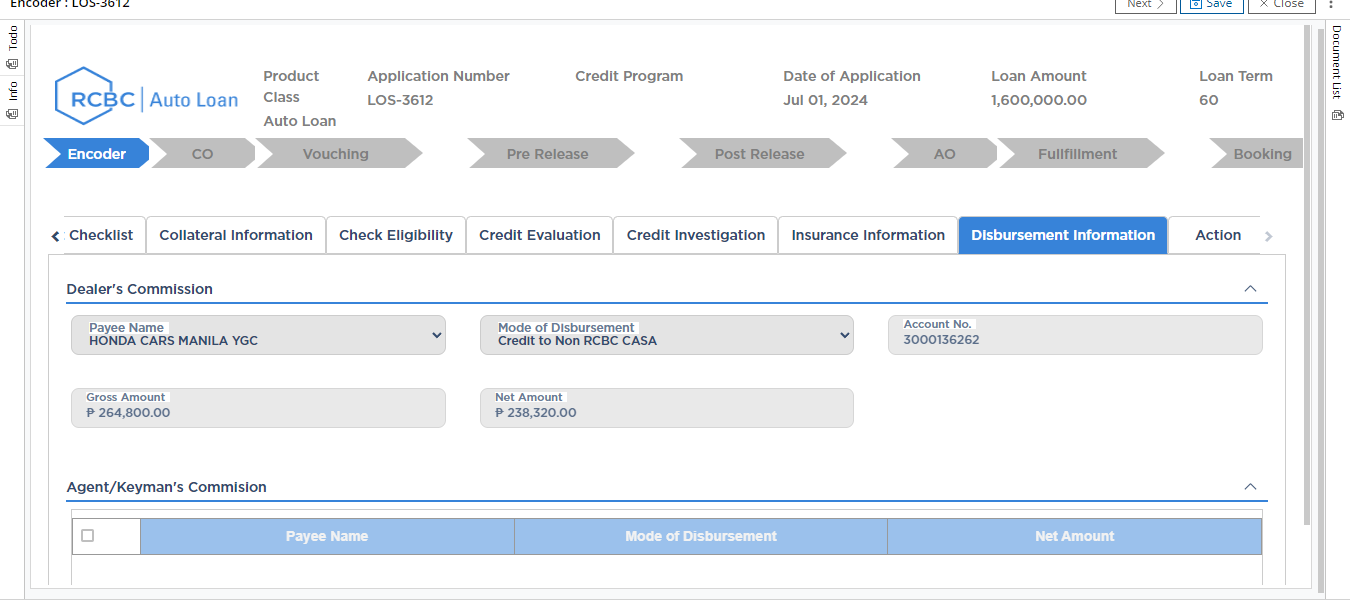 Encoder : LOS-3612
Next
Save
Close
Todo
Info
Document List
RCBC Auto Loan
Product Class
Auto Loan
Application Number
LOS-3612
Credit Program
Date of Application
Jul 01, 2024
Loan Amount
1,600,000.00
Loan Term
60
Encoder
CO
Vouching
Pre Release
Post Release
AO
Fullfillment
Booking
Checklist
Collateral Information
Check Eligibility
Credit Evaluation
Credit Investigation
Insurance Information
Disbursement Information
Action
Dealer's Commission
Payee Name
HONDA CARS MANILA YGC
Mode of Disbursement
Credit to Non RCBC CASA
Account No.
3000136262
Gross Amount
₱ 264,800.00
Net Amount
₱ 238,320.00
Agent/Keyman's Commision
Payee Name
Mode of Disbursement
Net Amount